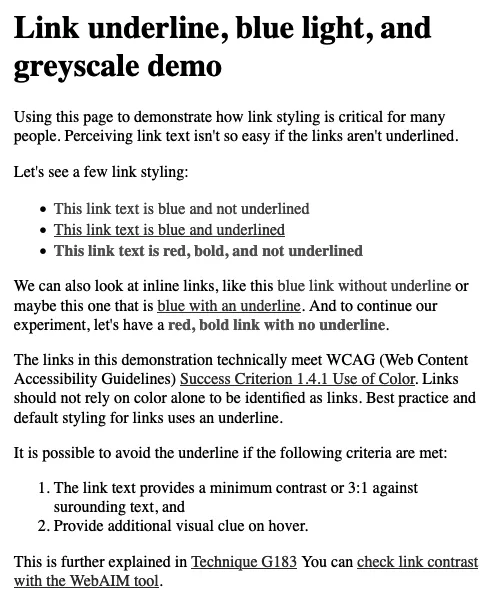 Link underline, blue light, and
greyscale demo
Using this page to demonstrate how link styling is critical for many
people. Perceiving link text isn't so easy if the links aren't underlined.
Let's see a few link styling:
• This link text is blue and not underlined
• This link text is blue and underlined
• This link text is red, bold, and not underlined
We can also look at inline links, like this blue link without underline or
maybe this one that is blue with an underline. And to continue our
experiment, let's have a red, bold link with no underline.
The links in this demonstration technically meet WCAG (Web Content
Accessibility Guidelines) Success Criterion 1.4.1 Use of Color. Links
should not rely on color alone to be identified as links. Best practice and
default styling for links uses an underline.
It is possible to avoid the underline if the following criteria are met:
1. The link text provides a minimum contrast or 3:1 against
surounding text, and
2. Provide additional visual clue on hover.
This is further explained in Technique G183 You can check link contrast
with the WebAIM tool.